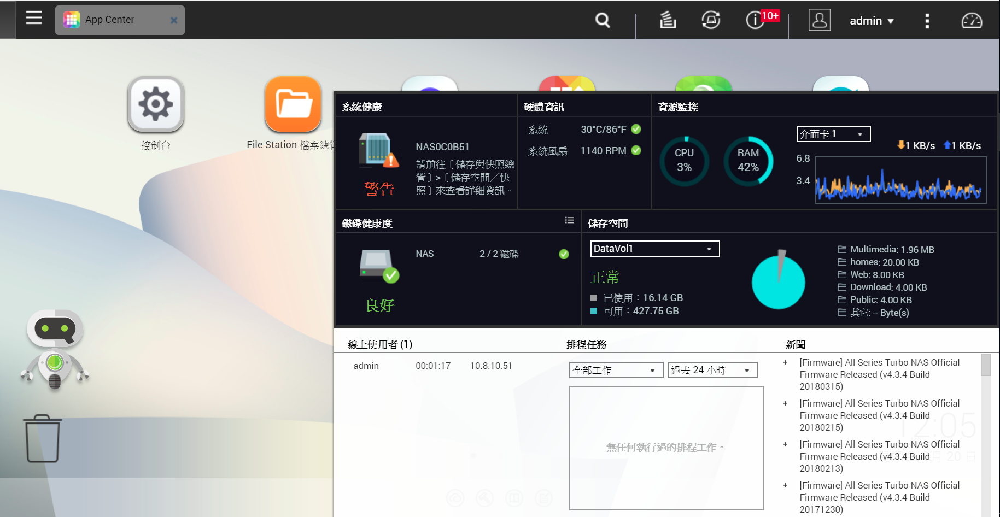 App Center
10+
admin
控制台
File Station 檔案總
系統健康
NAS0C0B51
請前往〔儲存與快照總
管〕>〔儲存空間／快
照〕來查看詳細資訊。
警告
硬體資訊
系統 30°C/86°F
系統風扇 1140 RPM
資源監控
CPU
3%
RAM
42%
介面卡 1
1 KB/s 1 KB/s
6.8
3.4
磁碟健康度
NAS 2 / 2 磁碟
良好
儲存空間
DataVol1
正常
已使用：16.14 GB
可用：427.75 GB
Multimedia: 1.96 MB
homes: 20.00 KB
Web: 8.00 KB
Download: 4.00 KB
Public: 4.00 KB
其它: -- Byte(s)
線上使用者 (1)
admin 00:01:17 10.8.10.51
排程任務
全部工作 過去 24 小時
無任何執行過的排程工作。
新聞
+ [Firmware] All Series Turbo NAS Official
Firmware Released (v4.3.4 Build
20180315)
+ [Firmware] All Series Turbo NAS Official
Firmware Released (v4.3.4 Build
20180215)
+ [Firmware] All Series Turbo NAS Official
Firmware Released (v4.3.4 Build
20180213)
+ [Firmware] All Series Turbo NAS Official
Firmware Released (v4.3.4 Build
20171230)
12:05
月 20 日